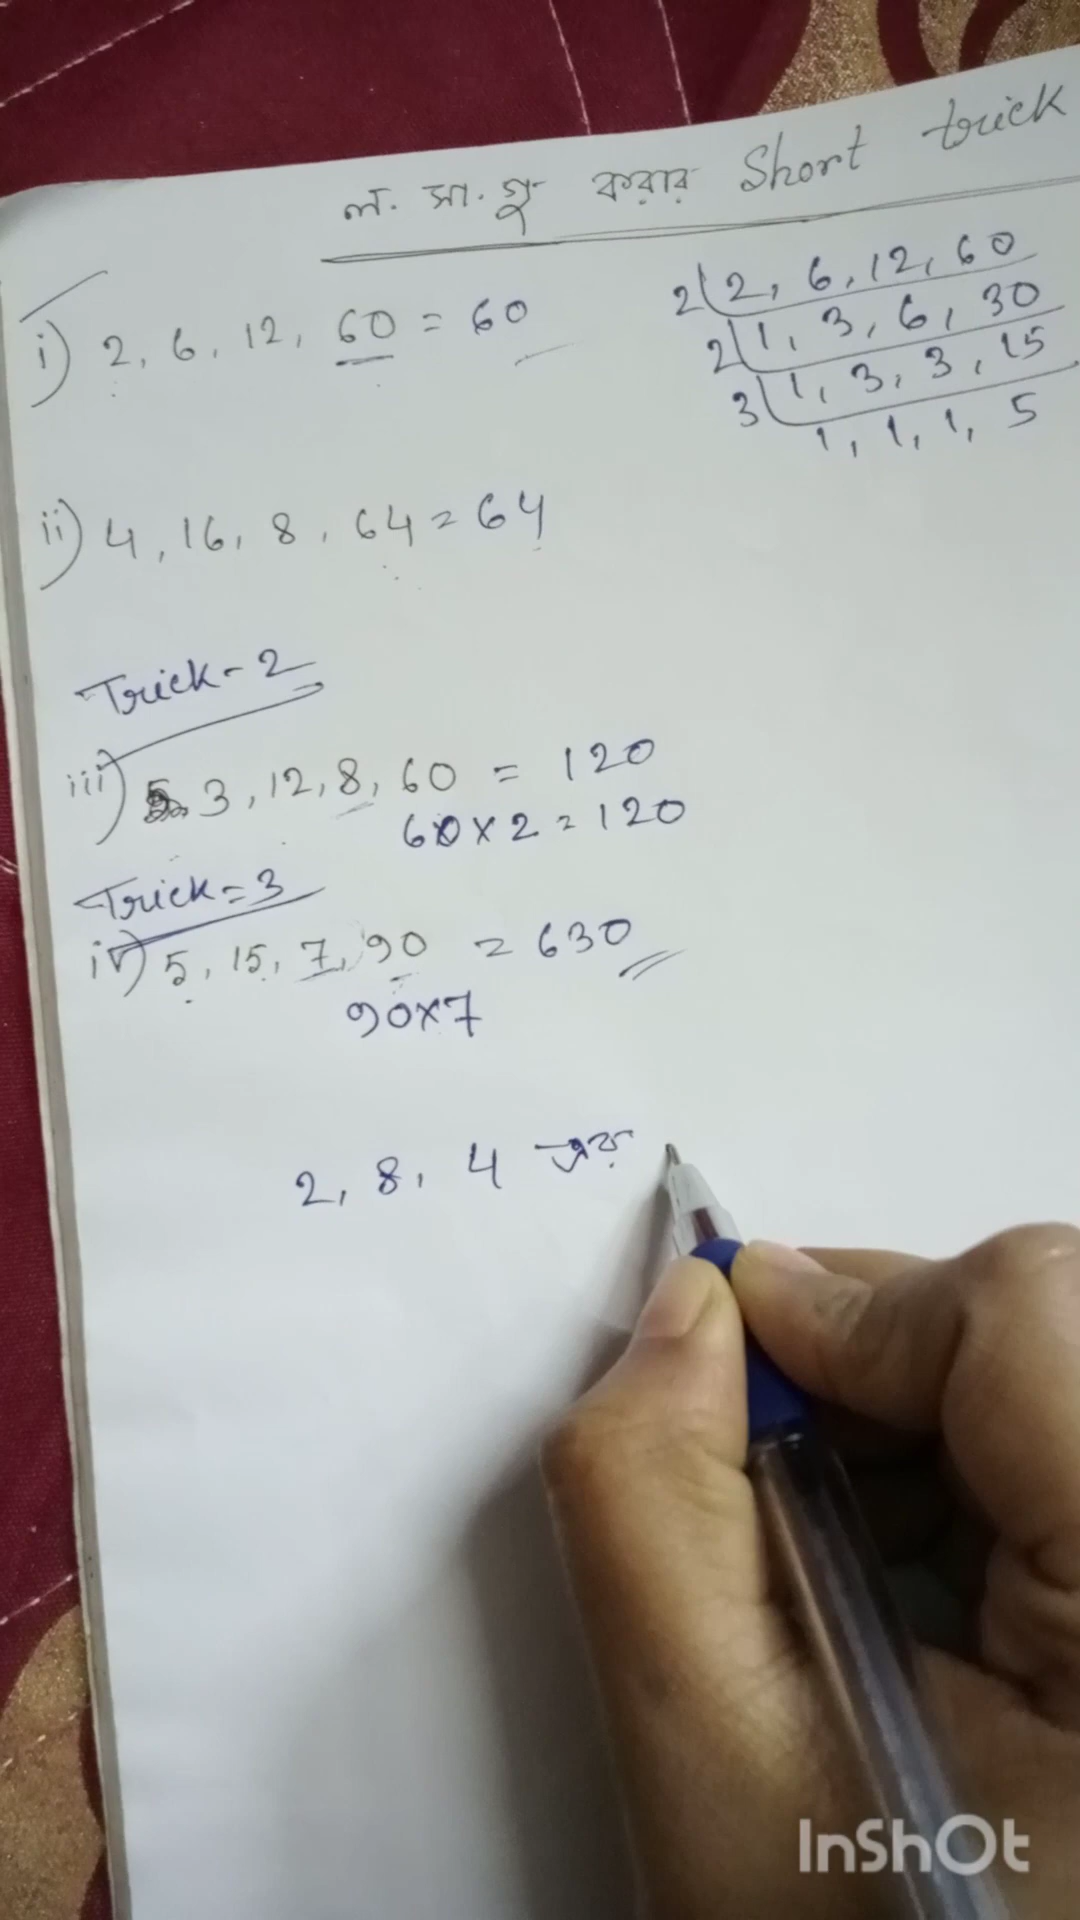 ল. সা. গু করার Short trick
i) 2, 6, 12, 60 = 60
2 2, 6, 12, 60
2 1, 3, 6, 30
3 1, 3, 3, 15
1, 1, 1, 5
ii) 4, 16, 8, 64 = 64
Trick-2
iii) 3, 12, 8, 60 = 120
60×2=120
Trick=3
iv) 5, 15, 7, 90 = 630
90×7
2, 8, 4
InShOt